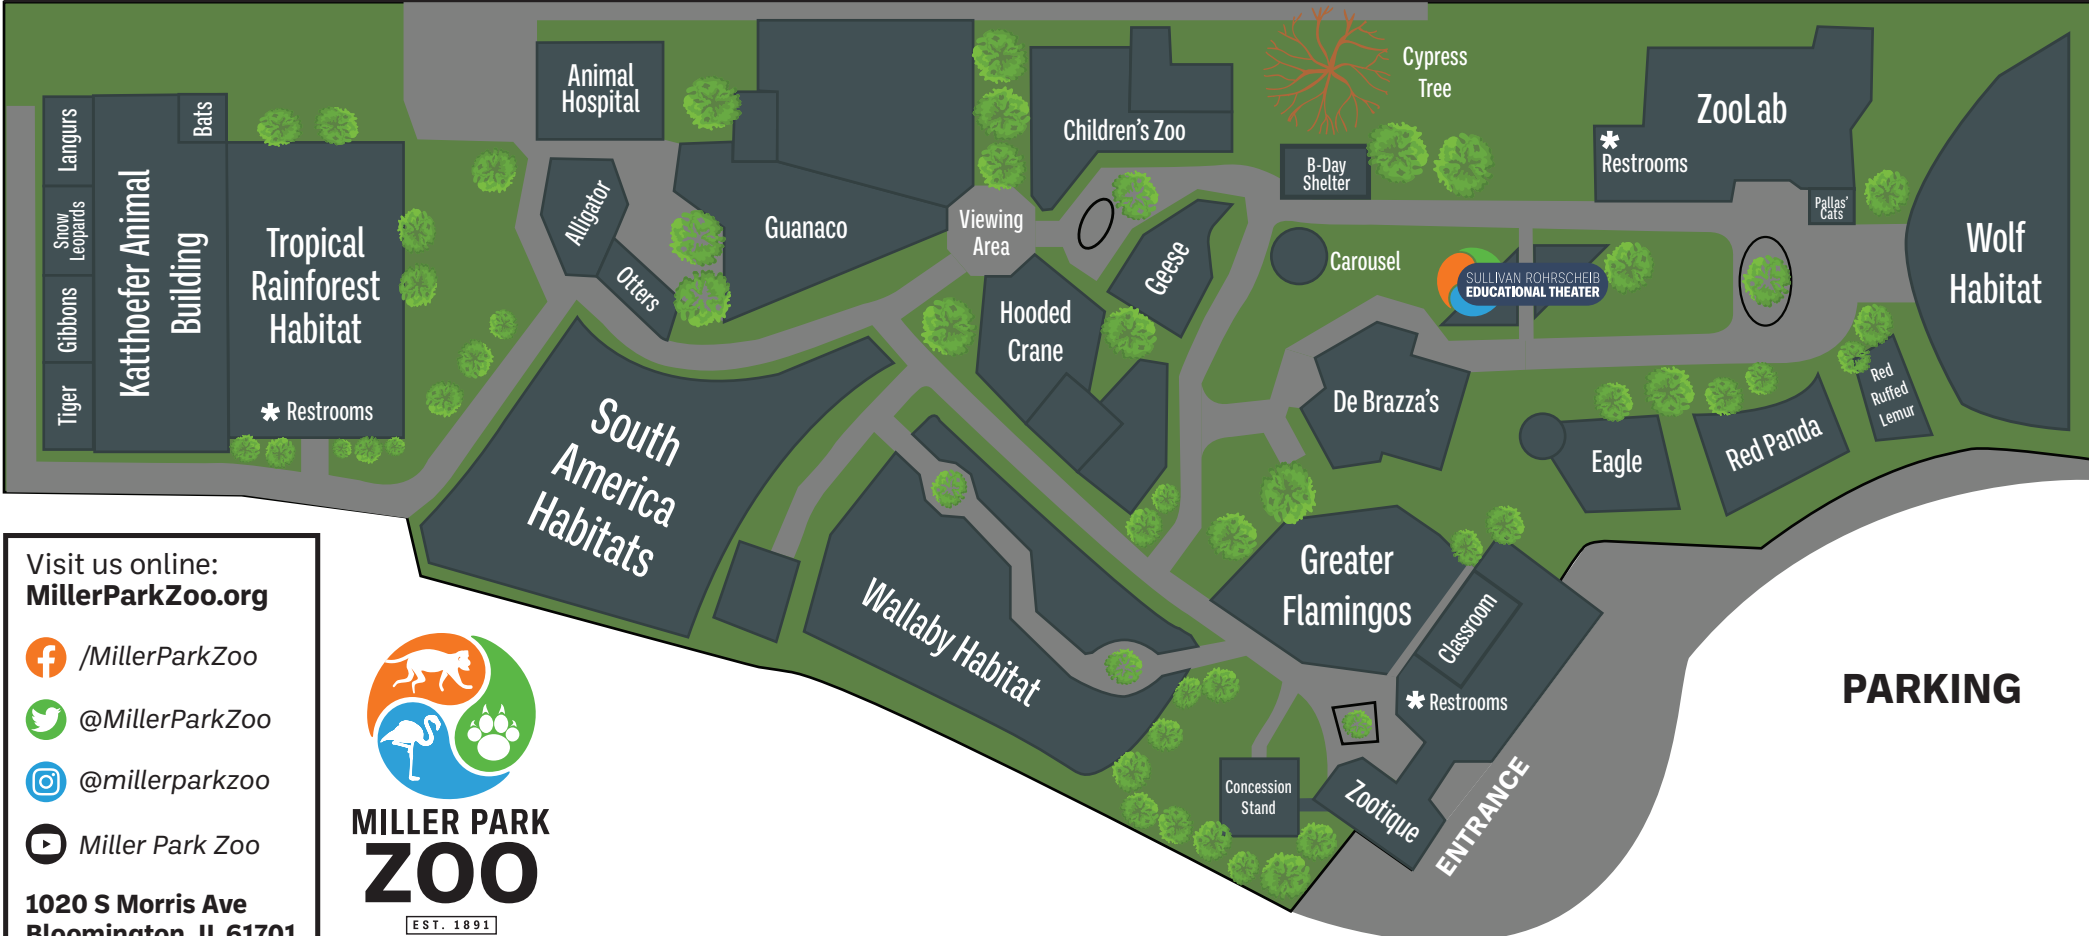 Langurs
Snow
Leopards
Gibbons
Tiger
Katthoefer Animal
Building
Bats
Tropical
Rainforest
Habitat
* Restrooms
Animal
Hospital
Alligator
Otters
Guanaco
Viewing
Area
Children's Zoo
Geese
Hooded
Crane
South
America
Habitats
Wallaby Habitat
Cypress
Tree
B-Day
Shelter
Carousel
SULLIVAN ROHRSCHEIB
EDUCATIONAL THEATER
ZooLab
* Restrooms
Pallas'
Cats
Wolf
Habitat
De Brazza's
Eagle
Red Panda
Red
Ruffed
Lemur
Greater
Flamingos
Classroom
* Restrooms
Concession
Stand
Zootique
ENTRANCE
PARKING
Visit us online:
MillerParkZoo.org
/MillerParkZoo
@MillerParkZoo
@millerparkzoo
Miller Park Zoo
1020 S Morris Ave
Bloomington, IL 61701
MILLER PARK
ZOO
EST. 1891